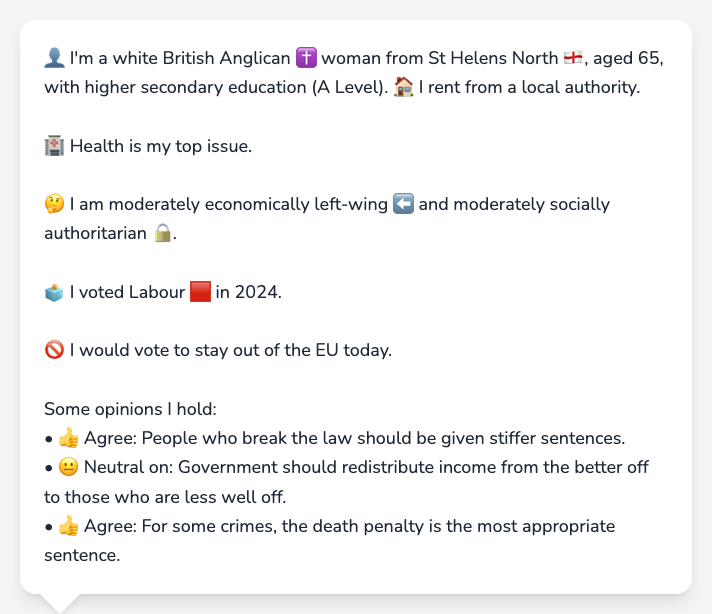 👤 I'm a white British Anglican ✝️ woman from St Helens North 🏴󠁧󠁢󠁥󠁮󠁧󠁿, aged 65,
with higher secondary education (A Level). 🏠 I rent from a local authority.
🏥 Health is my top issue.
🤔 I am moderately economically left-wing ⬅️ and moderately socially
authoritarian 🔒.
🗳️ I voted Labour 🟥 in 2024.
🚫 I would vote to stay out of the EU today.
Some opinions I hold:
• 👍 Agree: People who break the law should be given stiffer sentences.
• 😐 Neutral on: Government should redistribute income from the better off
to those who are less well off.
• 👍 Agree: For some crimes, the death penalty is the most appropriate
sentence.